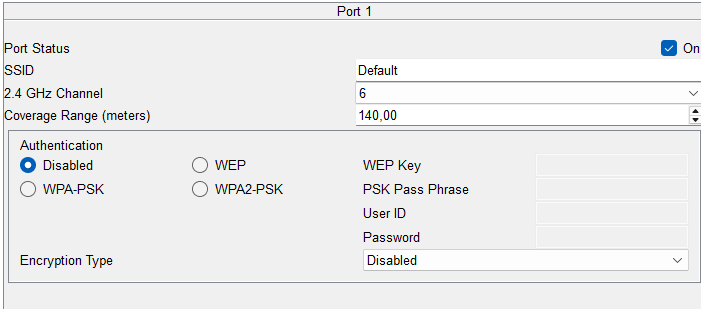 Port 1
Port Status On
SSID Default
2.4 GHz Channel 6
Coverage Range (meters) 140,00
Authentication
Disabled WEP WEP Key
WPA-PSK WPA2-PSK PSK Pass Phrase
User ID
Password
Encryption Type Disabled